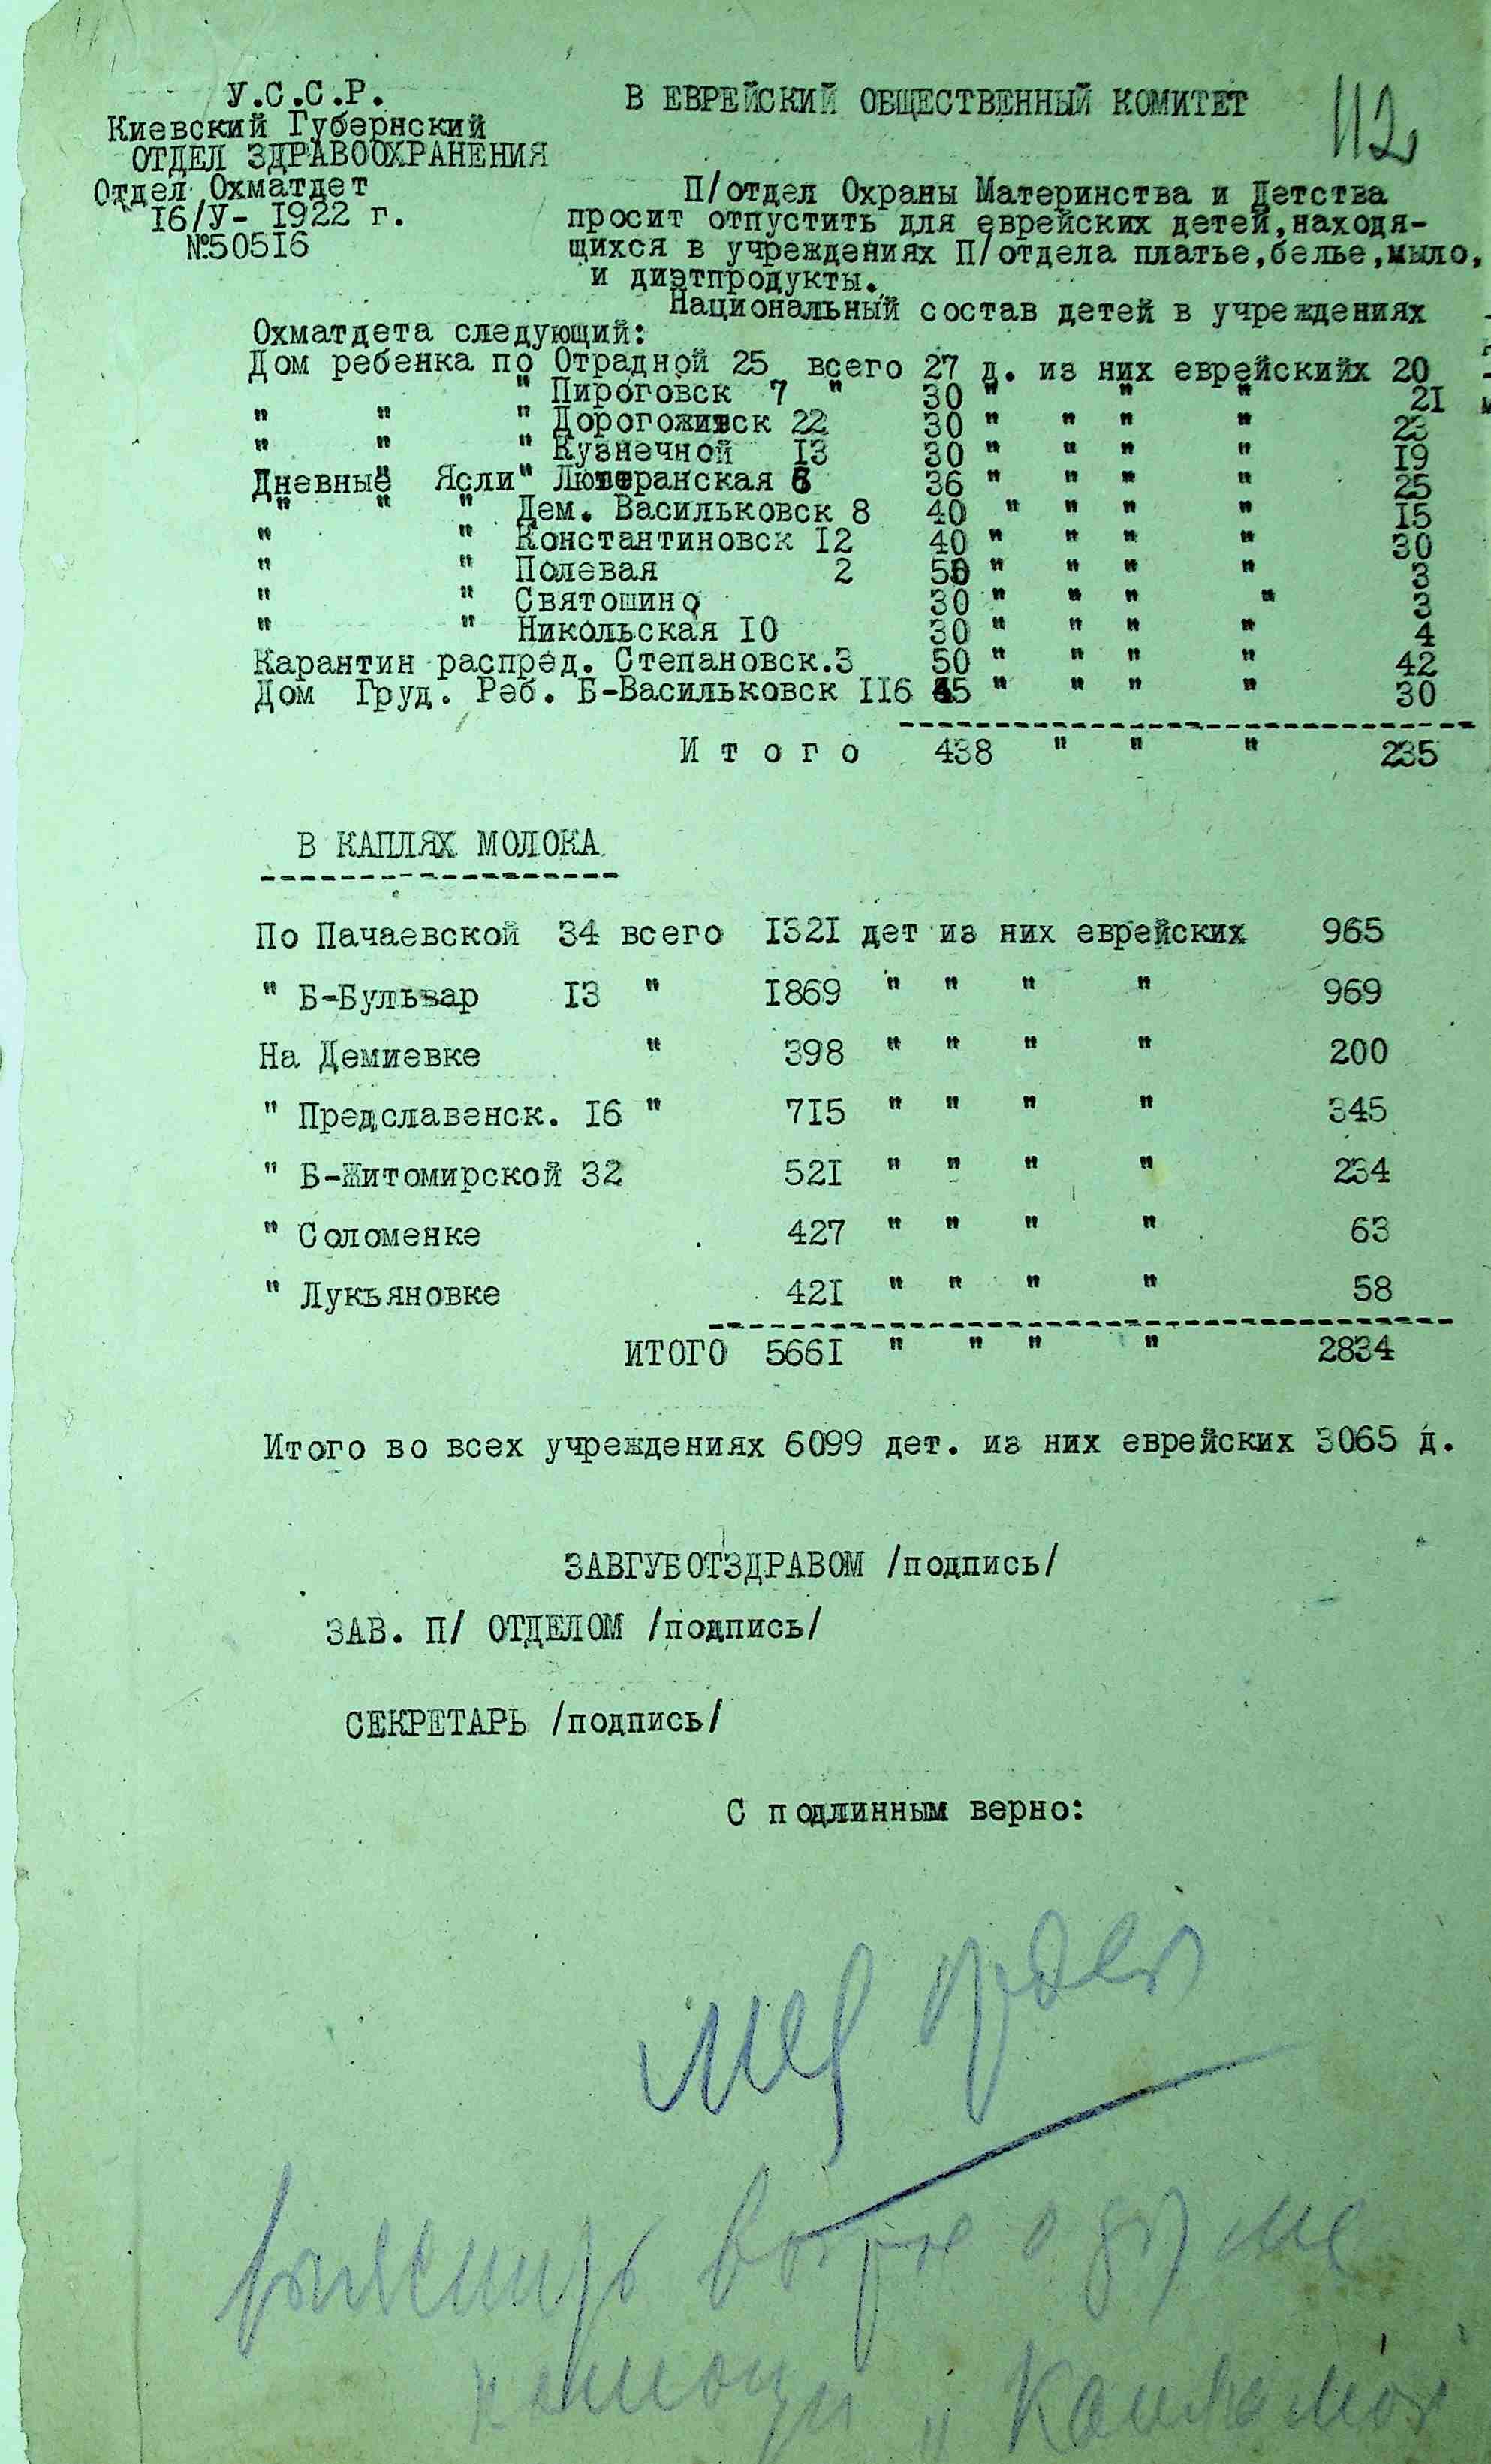 У.С.С.Р.
Киевский Губернский
ОТДЕЛ ЗДРАВООХРАНЕНИЯ
Отдел Охматдет
16/У- 1922 г.
№50516
В ЕВРЕЙСКИЙ ОБЩЕСТВЕННЫЙ КОМИТЕТ
112
П/отдел Охраны Материнства и Детства
просит отпустить для еврейских детей,находя-
щихся в учреждениях П/отдела платье,белье,мыло,
и диэтпродукты.
Национальный состав детей в учреждениях
Охматдета следующий:
Дом ребенка по Отрадной 25 всего 27 д. из них еврейскийх 20
" Пироговск 7 " 30 " " " 21
" " " Дорогоживск 22 30 " " " " 23
" " " Кузнечной 13 30 " " " " 19
Дневные Ясли " Лютеранская 6 36 " " " " 25
" " " Дем. Васильковск 8 40 " " " " 15
" " Константиновск 12 40 " " " " 30
" " Полевая 2 50 " " " " 3
" " Святошино 30 " " " " 3
" " Никольская 10 30 " " " " 4
Карантин распред. Степановск.3 50 " " " " 42
Дом Груд. Реб. Б-Васильковск 116 45 " " " " 30
И т о г о 438 " " " 235
В КАПЛЯХ МОЛОКА
По Пачаевской 34 всего 1321 дет из них еврейских 965
" Б-Бульвар 13 " 1869 " " " " 969
На Демиевке " 398 " " " " 200
" Предславенск. 16 " 715 " " " " 345
" Б-Житомирской 32 521 " " " " 234
" Соломенке 427 " " " " 63
" Лукьяновке 421 " " " " 58
ИТОГО 5661 " " " " 2834
Итого во всех учреждениях 6099 дет. из них еврейских 3065 д.
ЗАВГУБОТЗДРАВОМ /подпись/
ЗАВ. П/ ОТДЕЛОМ /подпись/
СЕКРЕТАРЬ /подпись/
С подлинным верно: